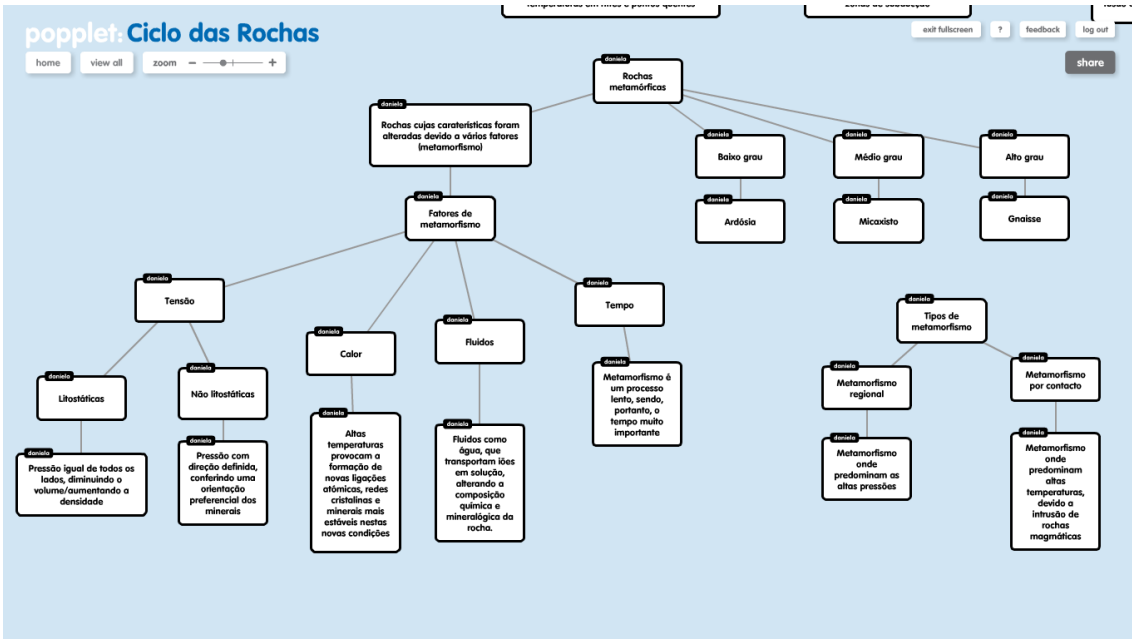 temperaturas em rifts e pontos quentes
zonas de subducção
popplet: Ciclo das Rochas
exit fullscreen
?
feedback
log out
home
view all
zoom
share
daniela
Rochas
metamórficas
daniela
Rochas cujas caraterísticas foram
alteradas devido a vários fatores
(metamorfismo)
daniela
Baixo grau
daniela
Médio grau
daniela
Alto grau
daniela
Ardósia
daniela
Micaxisto
daniela
Gnaisse
daniela
Fatores de
metamorfismo
daniela
Tensão
daniela
Calor
daniela
Fluidos
daniela
Tempo
daniela
Litostáticas
daniela
Não litostáticas
daniela
Pressão igual de todos os
lados, diminuindo o
volume/aumentando a
densidade
daniela
Pressão com
direção definida,
conferindo uma
orientação
preferencial dos
minerais
daniela
Altas
temperaturas
provocam a
formação de
novas ligações
atómicas, redes
cristalinas e
minerais mais
estáveis nestas
novas condições
daniela
Fluidos como
água, que
transportam iões
em solução,
alterando a
composição
química e
mineralógica da
rocha.
daniela
Metamorfismo é
um processo
lento, sendo,
portanto, o
tempo muito
importante
daniela
Tipos de
metamorfismo
daniela
Metamorfismo
regional
daniela
Metamorfismo
por contacto
daniela
Metamorfismo
onde
predominam as
altas pressões
daniela
Metamorfismo
onde
predominam
altas
temperaturas,
devido a
intrusão de
rochas
magmáticas